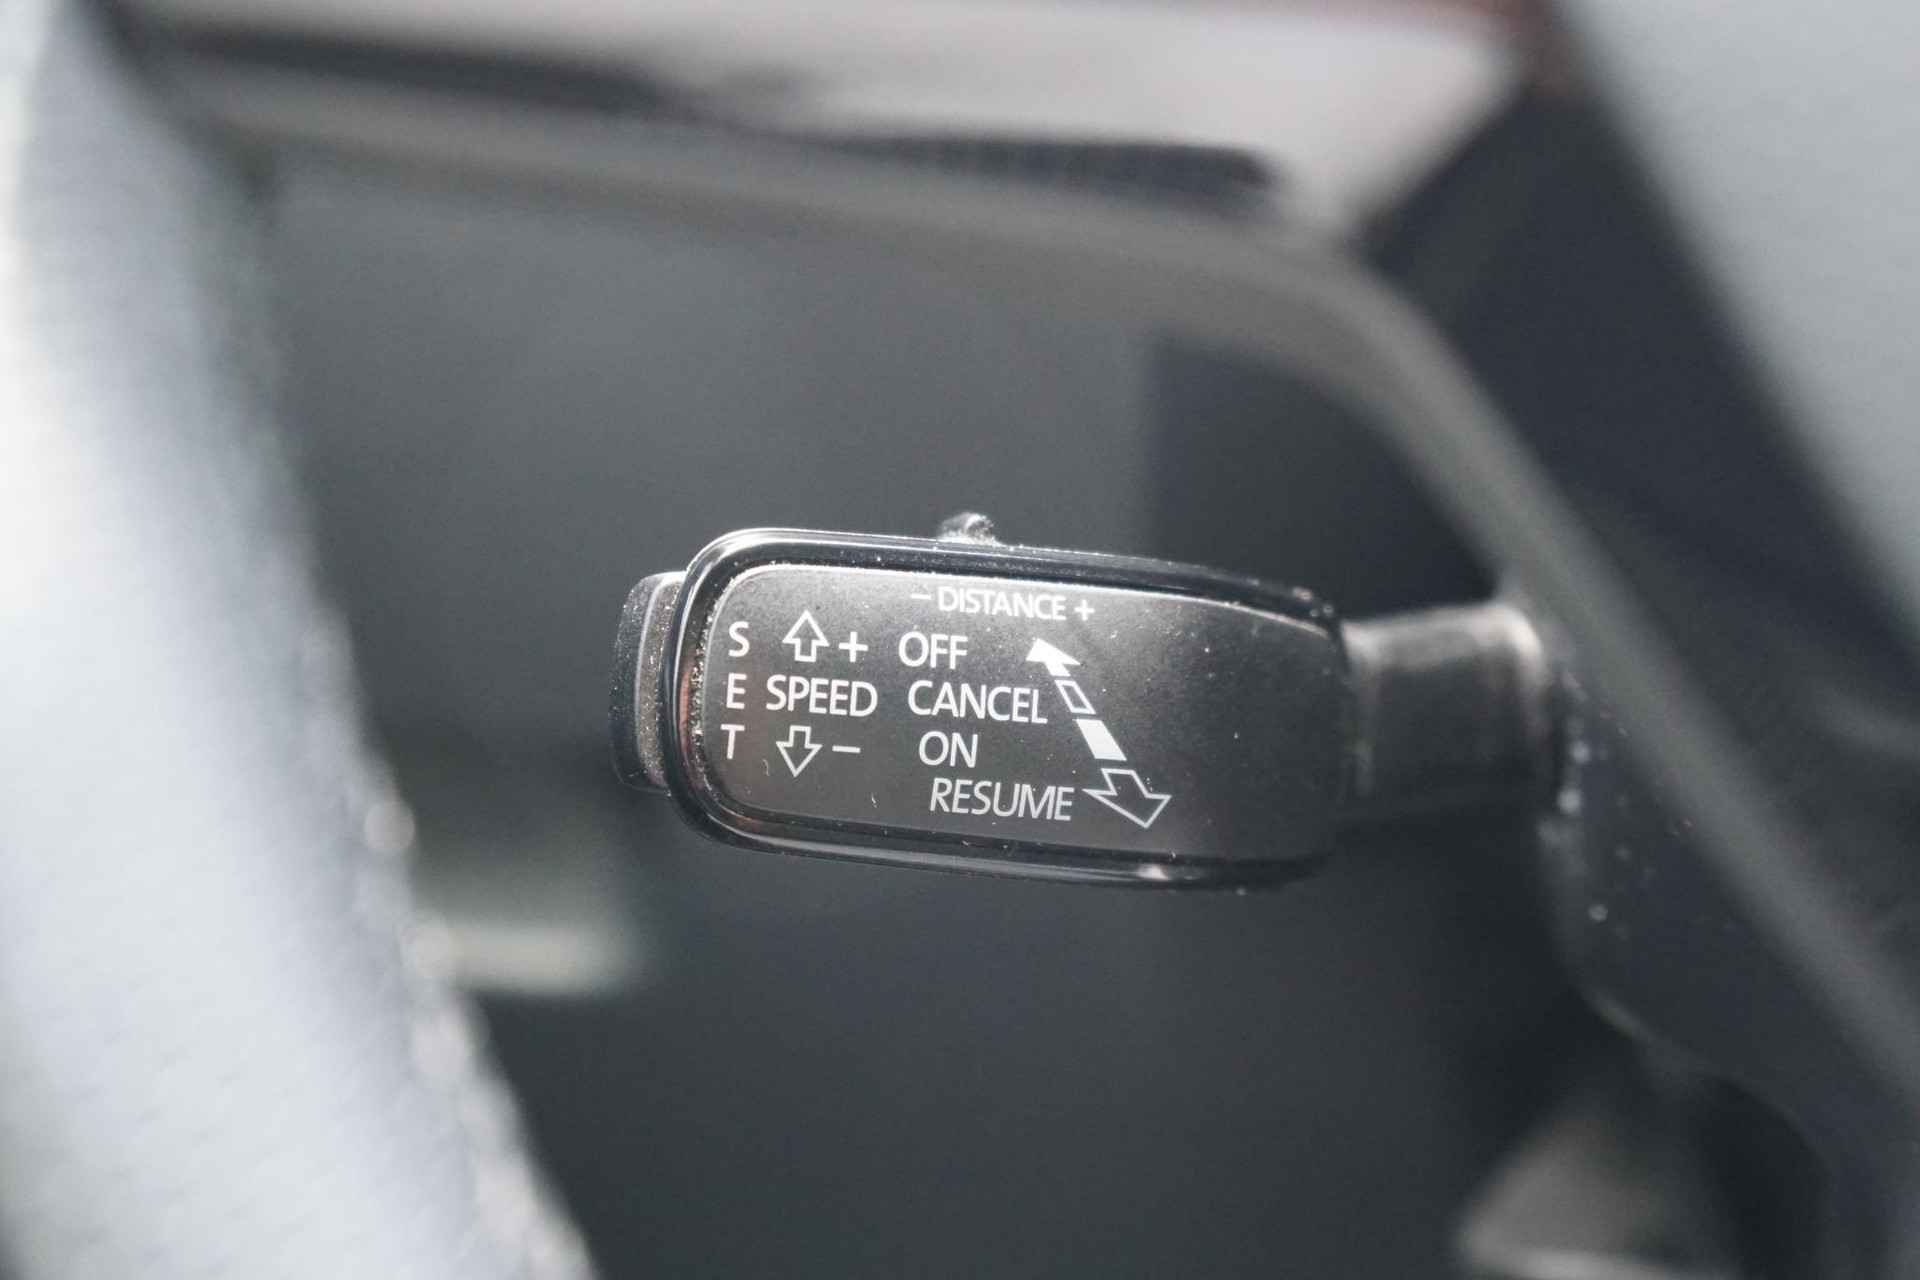 – DISTANCE +
S + OFF
E SPEED CANCEL
T – ON
RESUME